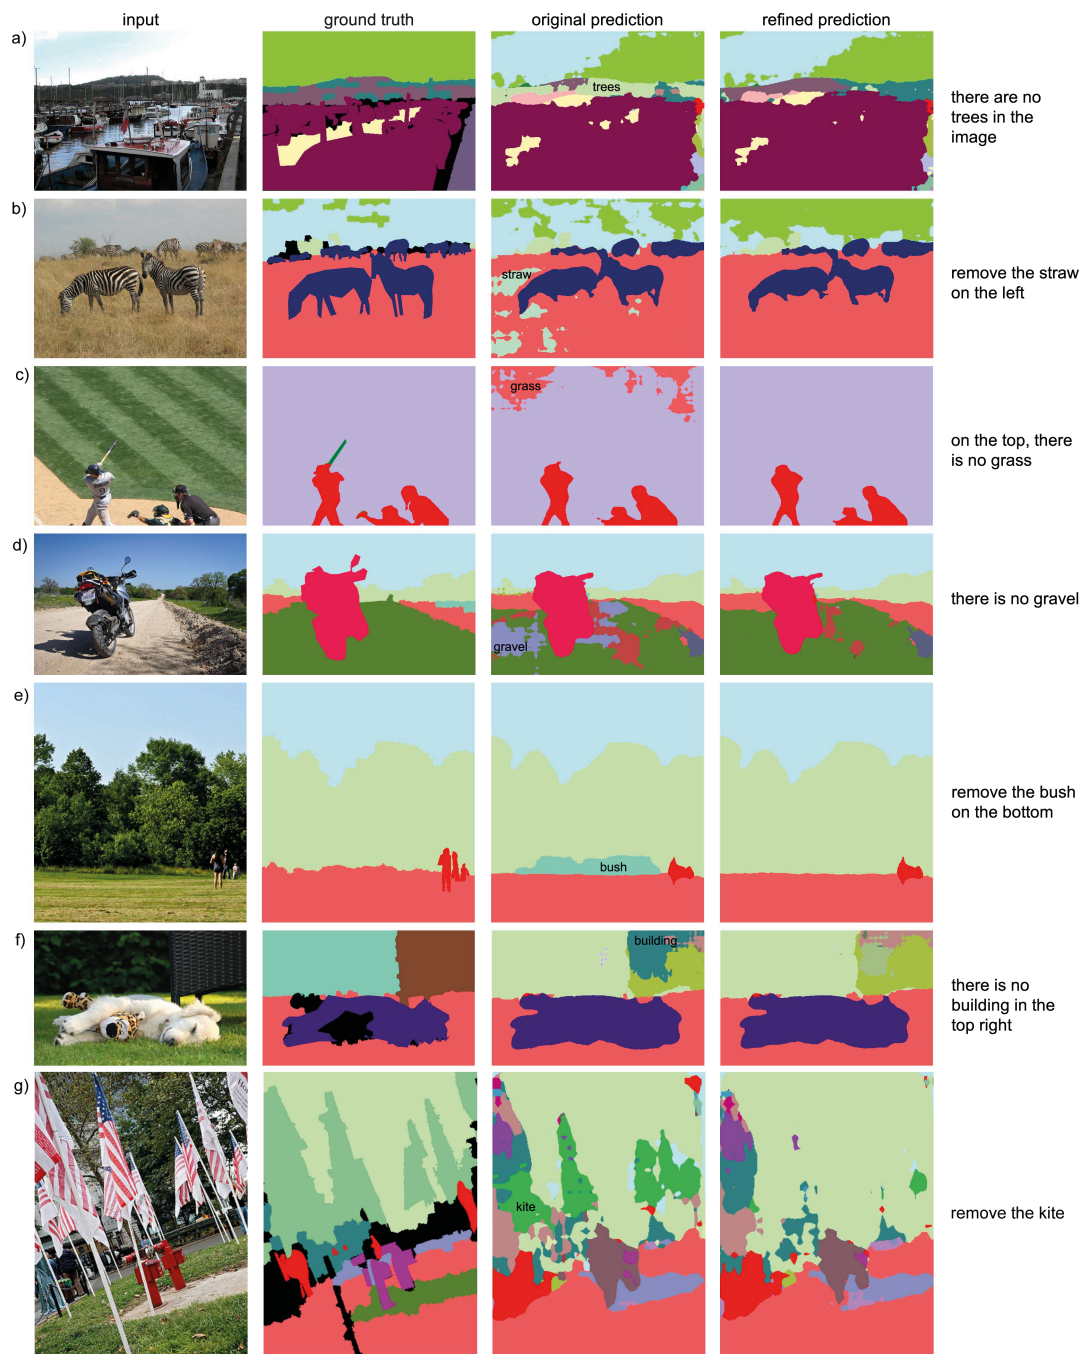 input ground truth original prediction refined prediction
a)
trees
there are no
trees in the
image
b)
straw
remove the straw
on the left
c)
grass
on the top, there
is no grass
d)
gravel
there is no gravel
e)
bush
remove the bush
on the bottom
f)
building
there is no
building in the
top right
g)
kite
remove the kite